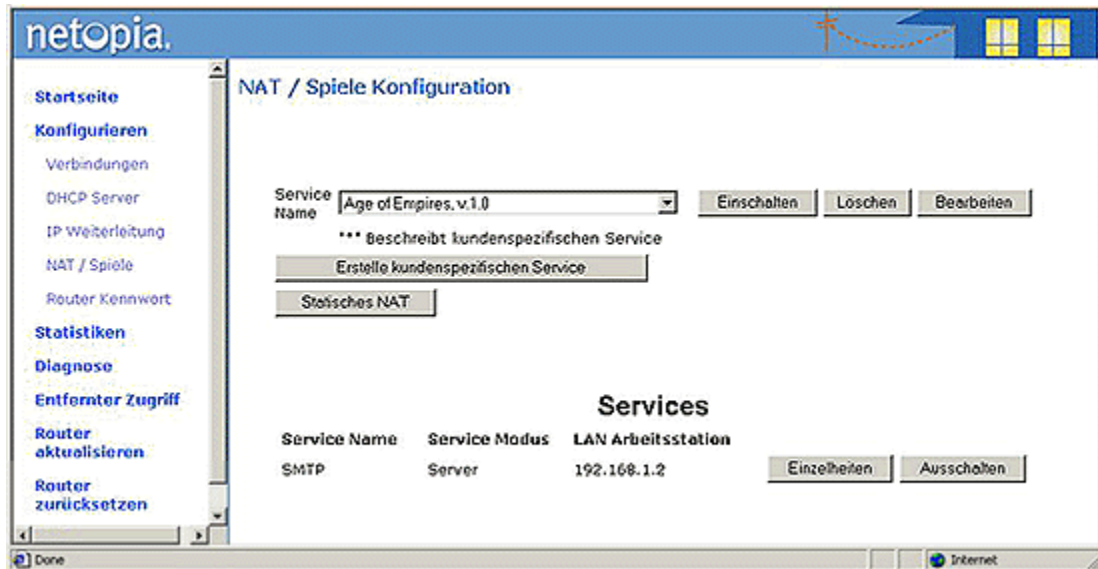 netopia.
Startseite
Konfigurieren
Verbindungen
DHCP Server
IP Weiterleitung
NAT / Spiele
Router Kennwort
Statistiken
Diagnose
Entfernter Zugriff
Router
aktualisieren
Router
zurücksetzen
NAT / Spiele Konfiguration
Service
Name
Age of Empires, v.1.0
Einschalten
Löschen
Bearbeiten
*** Beschreibt kundenspezifischen Service
Erstelle kundenspezifischen Service
Statisches NAT
Services
Service Name Service Modus LAN Arbeitsstation
SMTP Server 192.168.1.2 Einzelheiten Ausschalten
Done
Internet